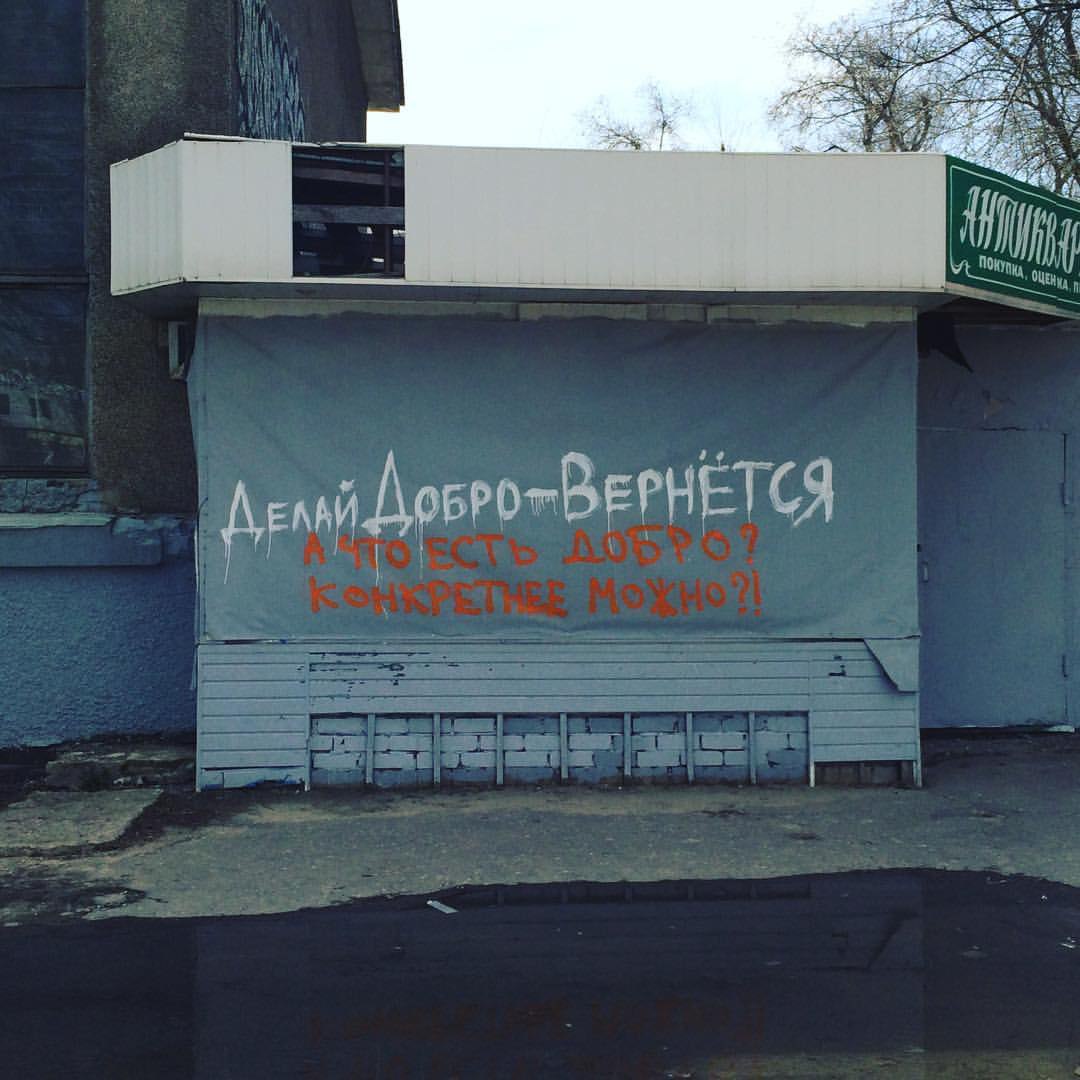 АНТИКВАР
ПОКУПКА, ОЦЕНКА, П
ДЕЛАЙ ДОБРО-ВЕРНЁТСЯ
А ЧТО ЕСТЬ ДОБРО?
КОНКРЕТНЕЕ МОЖНО?!